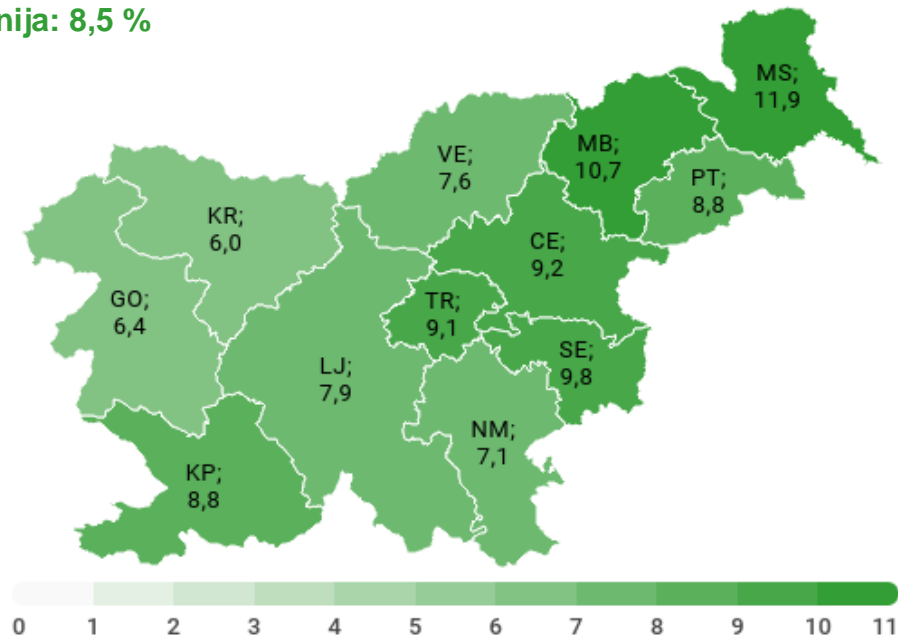 nija: 8,5 %
MS;
11,9
MB;
10,7
VE;
7,6
PT;
8,8
KR;
6,0
CE;
9,2
GO;
6,4
TR;
9,1
SE;
9,8
LJ;
7,9
NM;
7,1
KP;
8,8
0 1 2 3 4 5 6 7 8 9 10 11